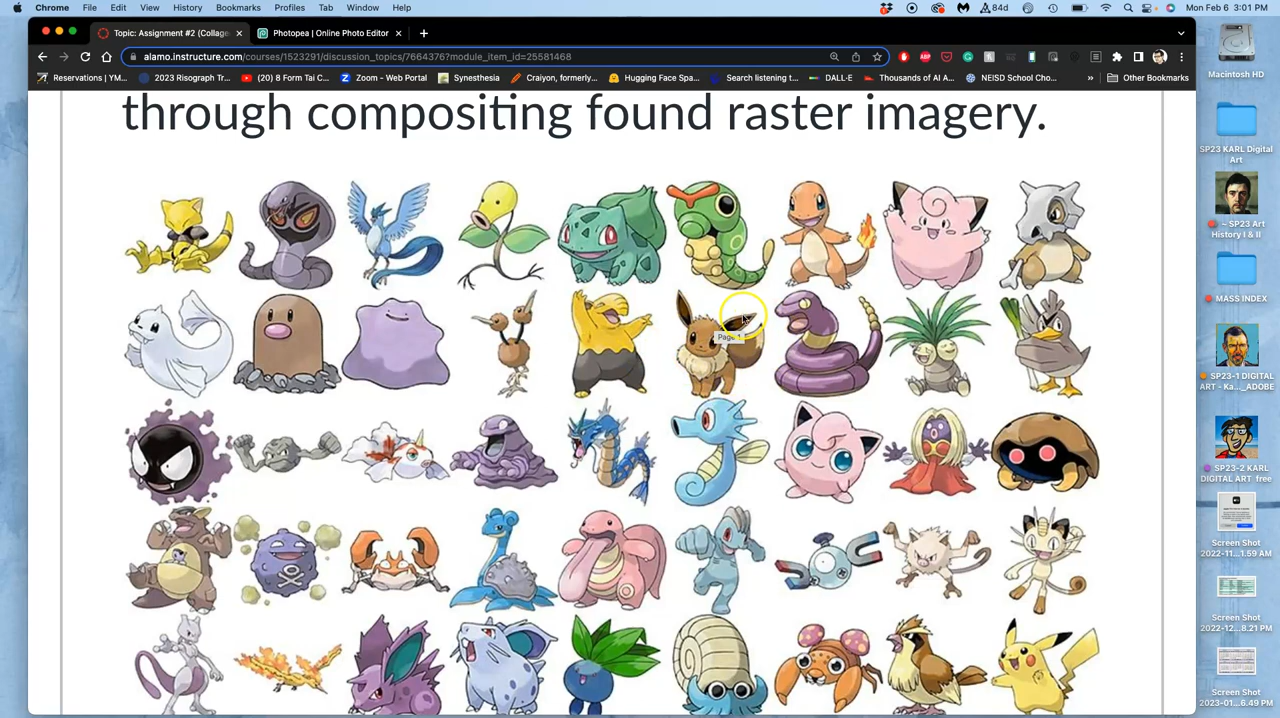 Chrome File Edit View History Bookmarks Profiles Tab Window Help 84d Mon Feb 6 3:01 PM
Topic: Assignment #2 (Collage Photopea | Online Photo Editor
alamo.instructure.com/courses/1523291/discussion_topics/7664376?module_item_id=25581468
Reservations | YM... 2023 Risograph Tr... (20) 8 Form Tai C... Zoom - Web Portal Synesthesia Craiyon, formerly... Hugging Face Spa... Search listening t... DALL·E Thousands of AI A... NEISD School Cho... » Other Bookmarks
through compositing found raster imagery.
Page 1
Macintosh HD
SP23 KARL Digital
Art
~ SP23 Art
History I & II
MASS INDEX
SP23-1 DIGITAL
ART - Ka..._ADOBE
SP23-2 KARL
DIGITAL ART free
Screen Shot
2022-11...1.59 AM
Screen Shot
2022-12...8.21 PM
Screen Shot
2023-01...6.49 PM